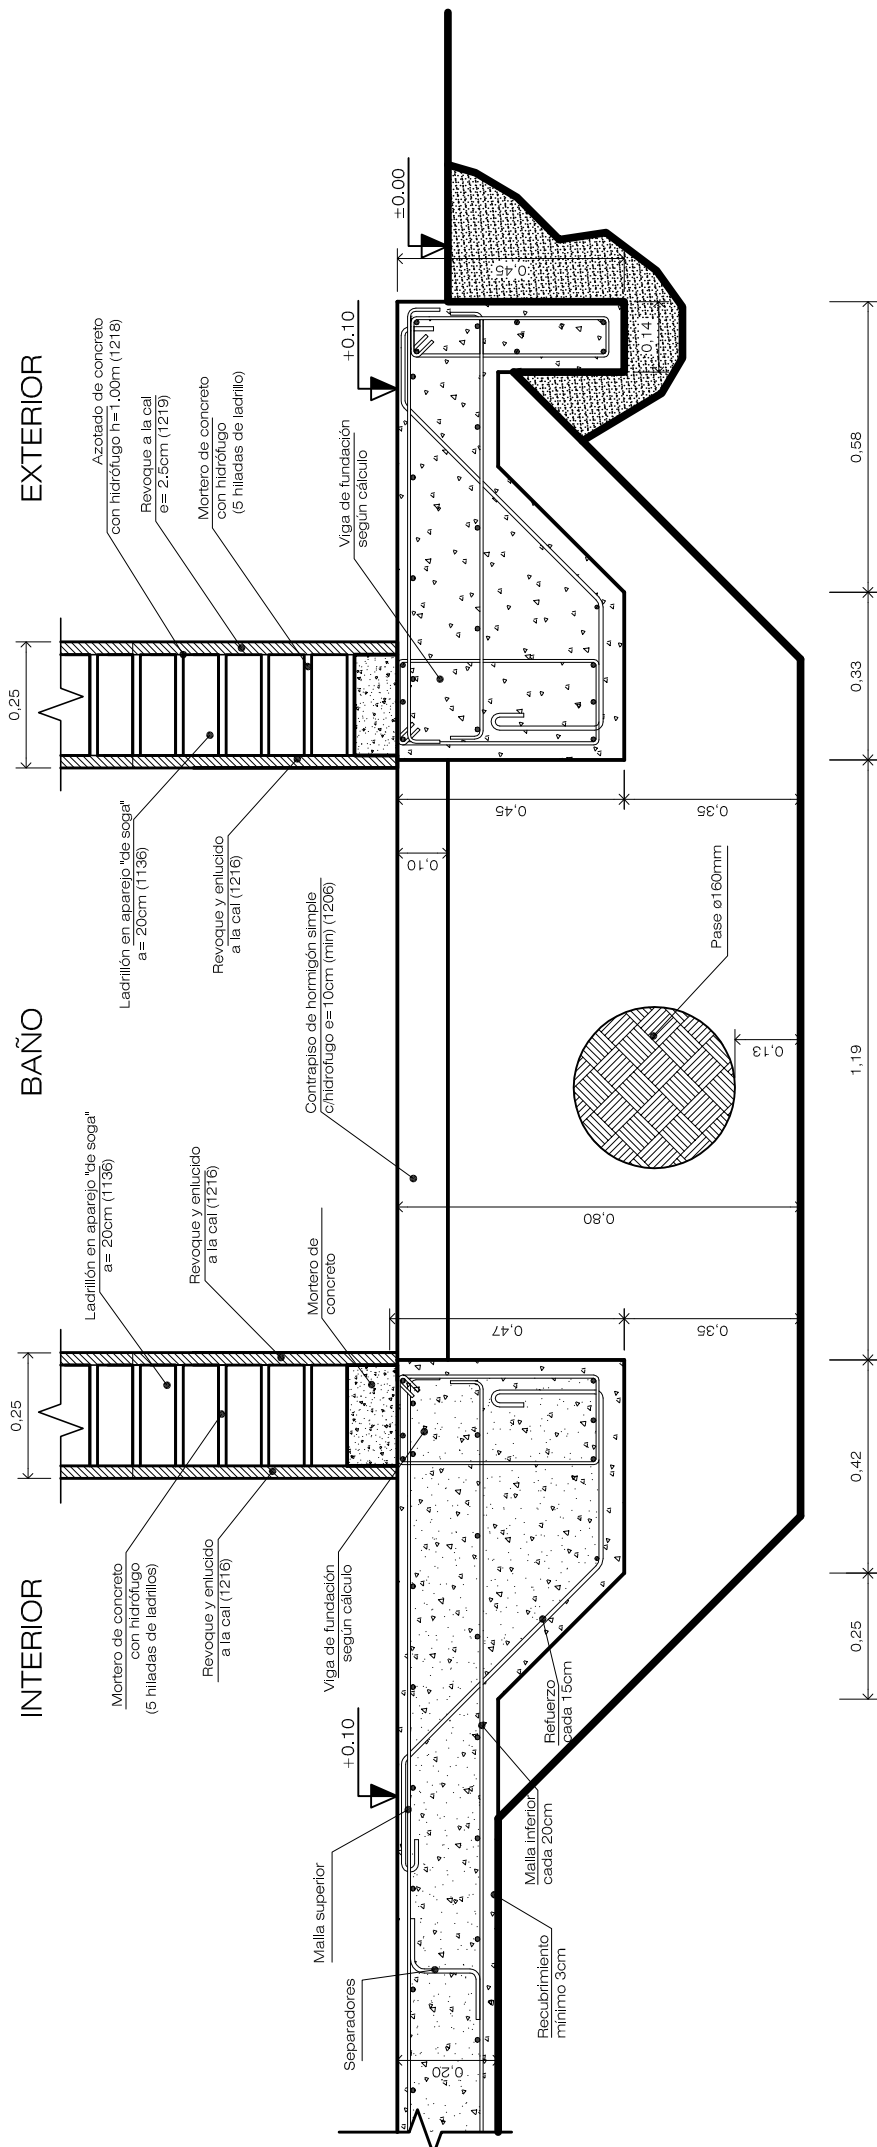 INTERIOR
BAÑO
EXTERIOR
0,25
0,25
Mortero de concreto
con hidrófugo
(5 hiladas de ladrillos)
Revoque y enlucido
a la cal (1216)
Ladrillón en aparejo "de soga"
a= 20cm (1136)
Revoque y enlucido
a la cal (1216)
Mortero de
concreto
Viga de fundación
según cálculo
+0.10
Malla superior
Separadores
Ladrillón en aparejo "de soga"
a= 20cm (1136)
Revoque y enlucido
a la cal (1216)
Contrapiso de hormigón simple
c/hidrofugo e=10cm (min) (1206)
Azotado de concreto
con hidrófugo h=1.00m (1218)
Revoque a la cal
e= 2.5cm (1219)
Mortero de concreto
con hidrófugo
(5 hiladas de ladrillo)
Viga de fundación
según cálculo
+0.10
±0.00
0,20
0,47
0,35
0,80
0,10
0,45
0,35
0,45
0,14
0,13
Recubrimiento
mínimo 3cm
Malla inferior
cada 20cm
Refuerzo
cada 15cm
Pase ø160mm
0,25
0,42
1,19
0,33
0,58